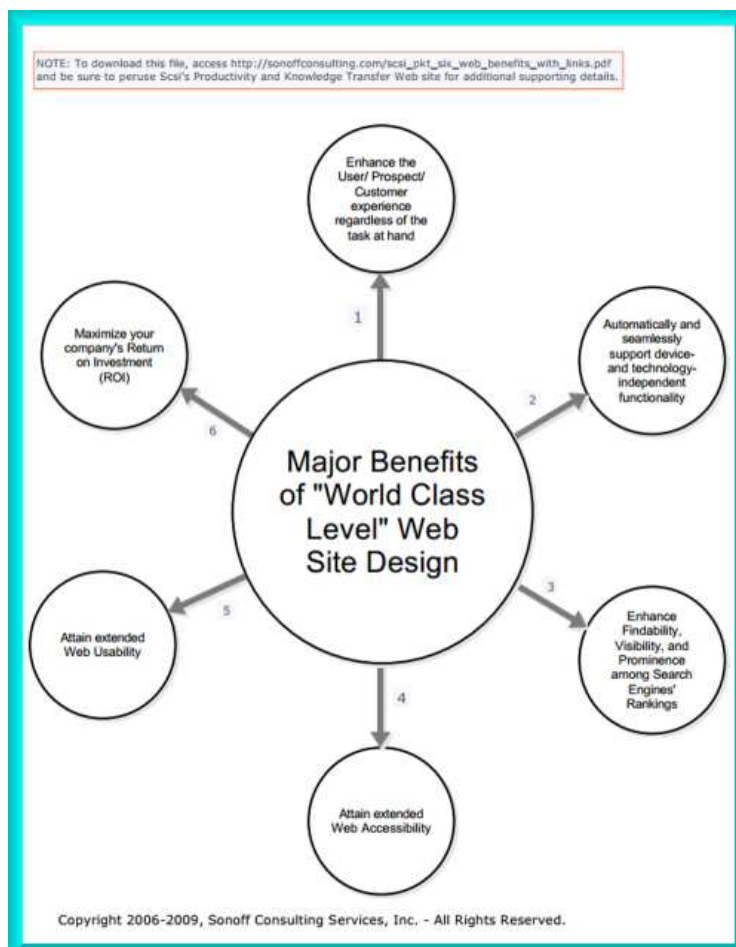 NOTE: To download this file, access http://sonoffconsulting.com/scsi_pkt_six_web_benefits_with_links.pdf
and be sure to peruse Scsi's Productivity and Knowledge Transfer Web site for additional supporting details.
Enhance the
User/ Prospect/
Customer
experience
regardless of the
task at hand
1
Automatically and
seamlessly
support device-
and technology-
independent
functionality
2
Enhance
Findability,
Visibility, and
Prominence
among Search
Engines'
Rankings
3
Attain extended
Web Accessibility
4
Attain extended
Web Usability
5
Maximize your
company's Return
on Investment
(ROI)
6
Major Benefits
of "World Class
Level" Web
Site Design
Copyright 2006-2009, Sonoff Consulting Services, Inc. - All Rights Reserved.